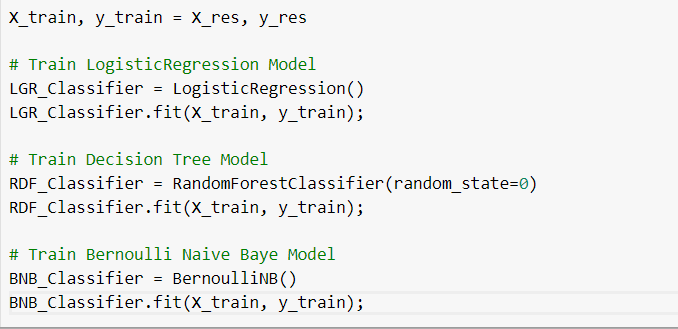 X_train, y_train = X_res, y_res
# Train LogisticRegression Model
LGR_Classifier = LogisticRegression()
LGR_Classifier.fit(X_train, y_train);
# Train Decision Tree Model
RDF_Classifier = RandomForestClassifier(random_state=0)
RDF_Classifier.fit(X_train, y_train);
# Train Bernoulli Naive Baye Model
BNB_Classifier = BernoulliNB()
BNB_Classifier.fit(X_train, y_train);